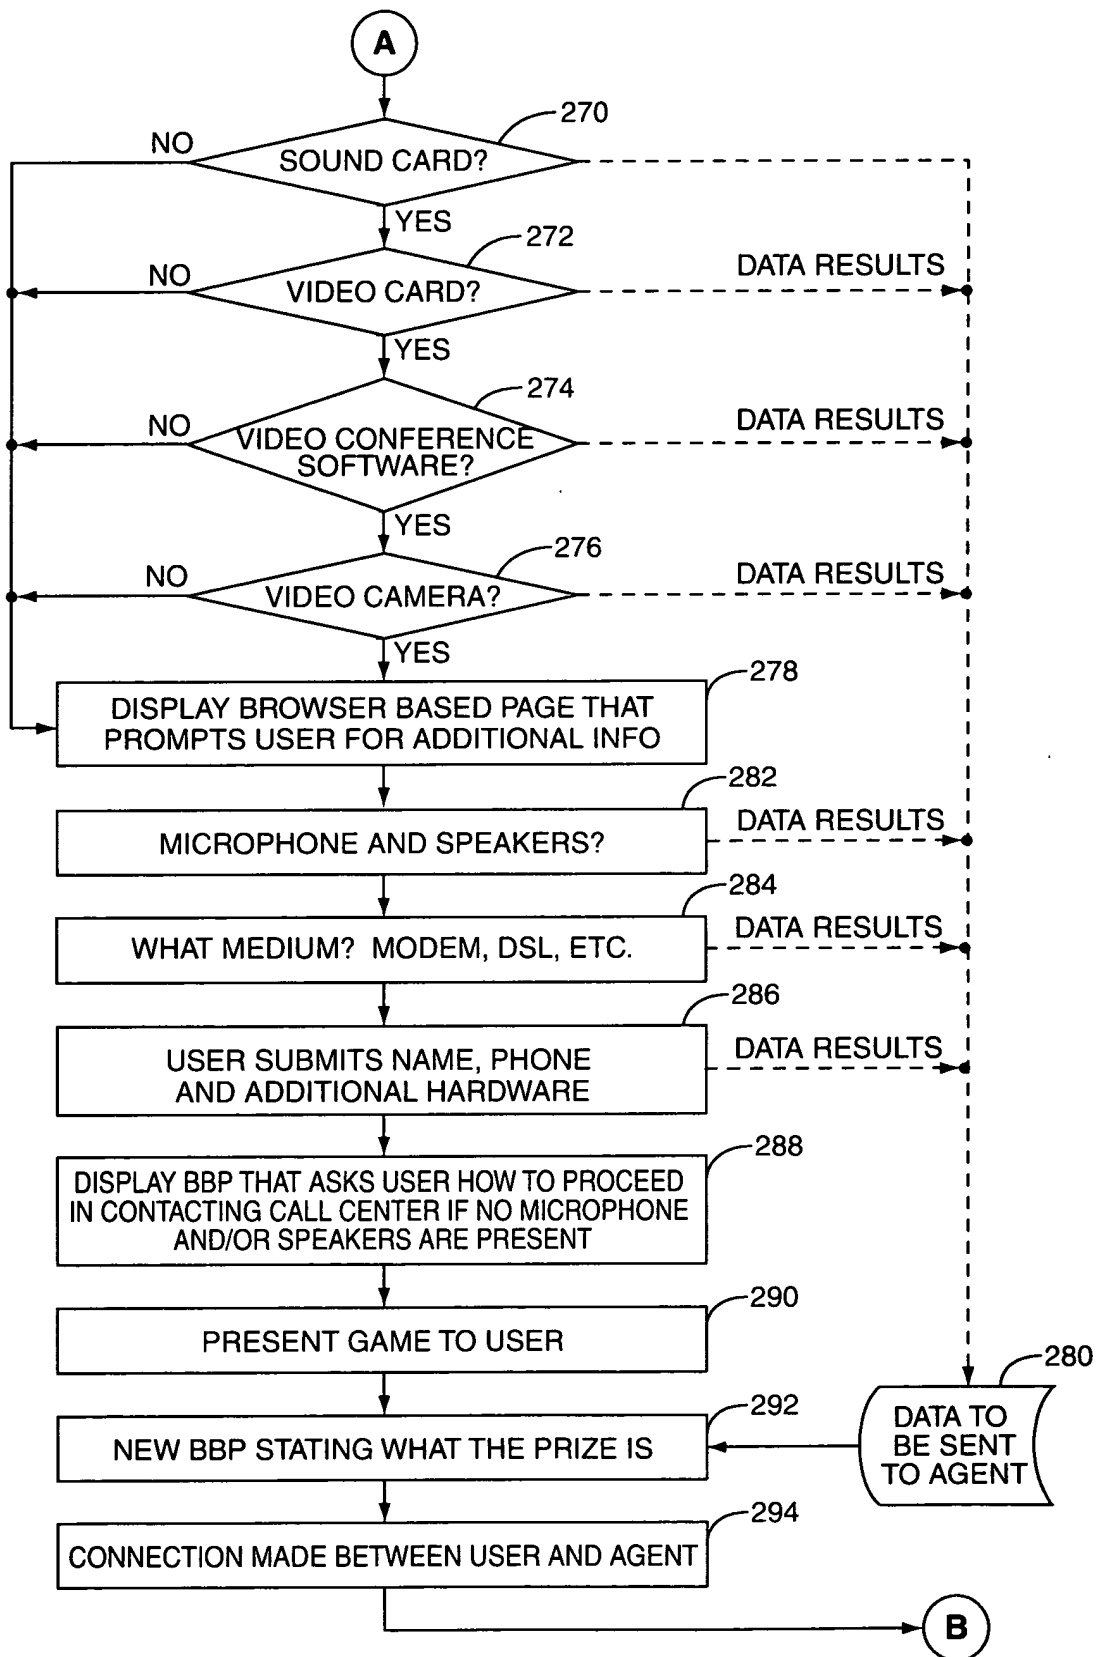 A
270
NO
SOUND CARD?
YES
272
NO
VIDEO CARD?
DATA RESULTS
YES
274
NO
VIDEO CONFERENCE
SOFTWARE?
DATA RESULTS
YES
276
NO
VIDEO CAMERA?
DATA RESULTS
YES
278
DISPLAY BROWSER BASED PAGE THAT
PROMPTS USER FOR ADDITIONAL INFO
282
MICROPHONE AND SPEAKERS?
DATA RESULTS
284
WHAT MEDIUM? MODEM, DSL, ETC.
DATA RESULTS
286
USER SUBMITS NAME, PHONE
AND ADDITIONAL HARDWARE
DATA RESULTS
288
DISPLAY BBP THAT ASKS USER HOW TO PROCEED
IN CONTACTING CALL CENTER IF NO MICROPHONE
AND/OR SPEAKERS ARE PRESENT
290
PRESENT GAME TO USER
280
DATA TO
BE SENT
TO AGENT
292
NEW BBP STATING WHAT THE PRIZE IS
294
CONNECTION MADE BETWEEN USER AND AGENT
B